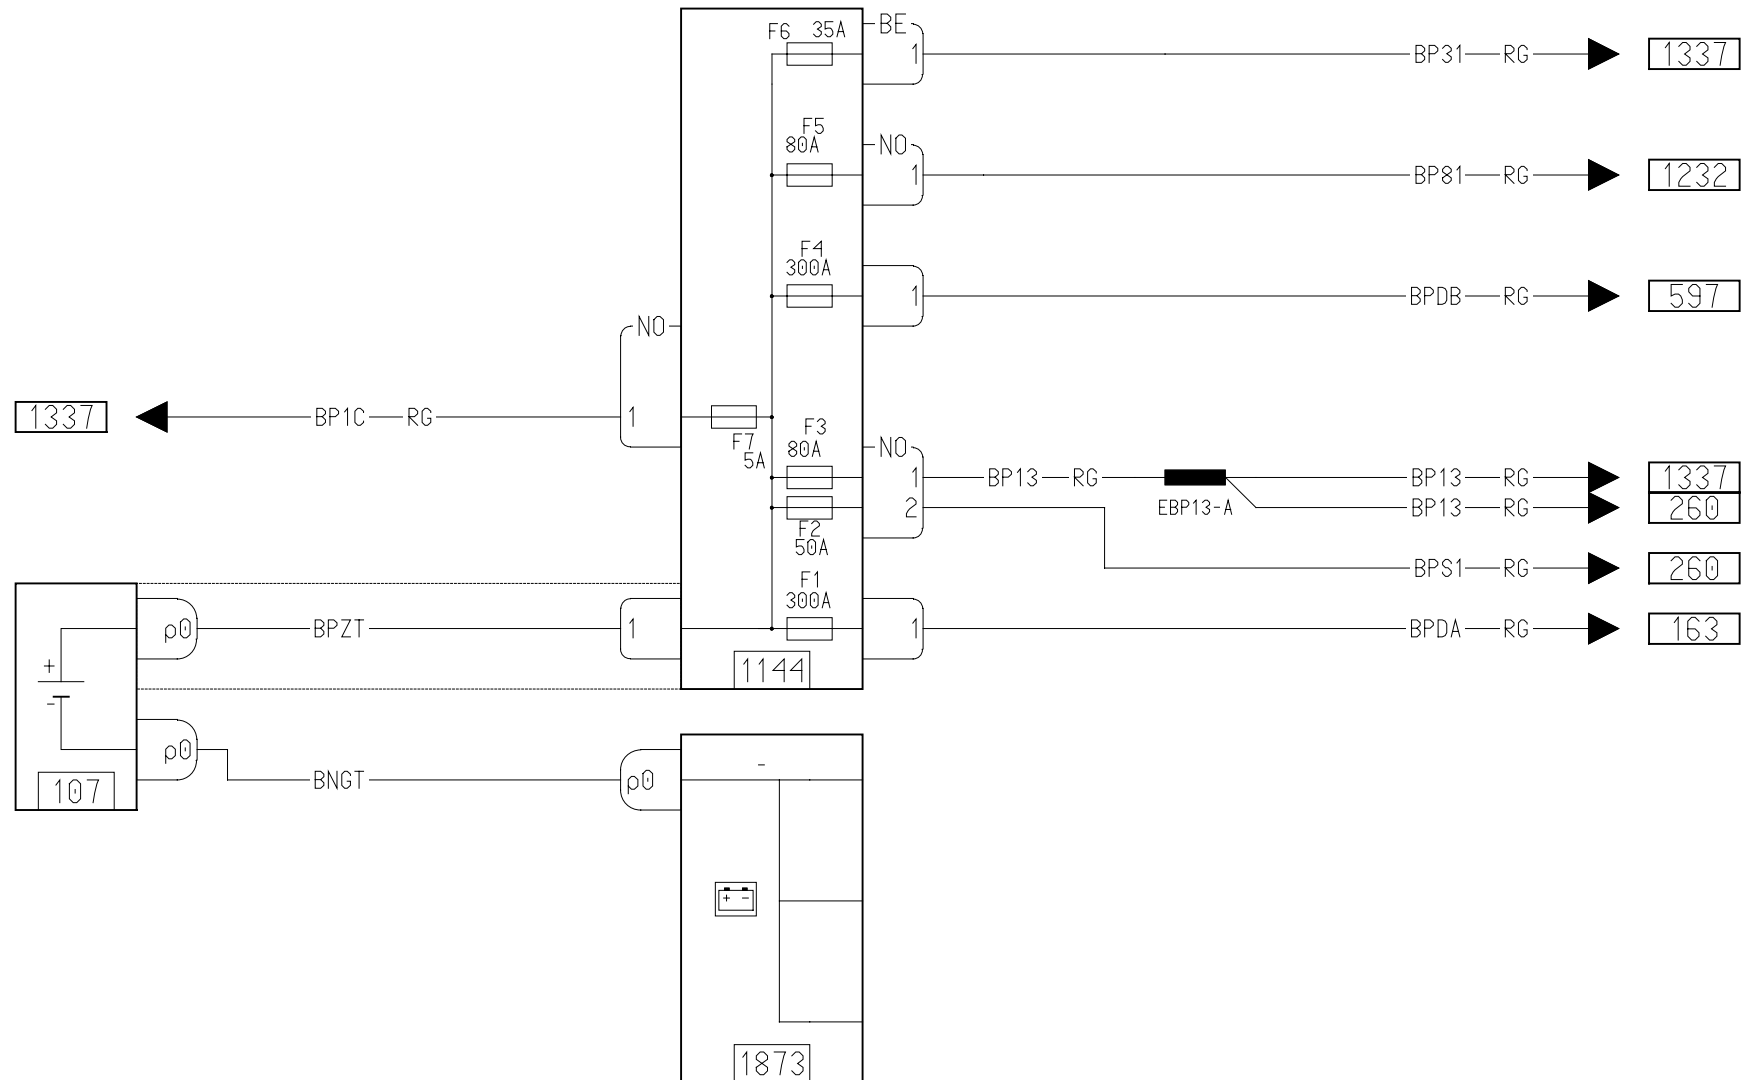 F6 35A BE
1 BP31 RG 1337
F5
80A NO
1 BP81 RG 1232
F4
300A
1 BPDB RG 597
NO
1337 BP1C RG 1
F7
5A
F3
80A NO
1 BP13 RG BP13 RG 1337
2 EBP13-A BP13 RG 260
F2
50A
BPS1 RG 260
F1
300A
p0 BPZT 1 1 BPDA RG 163
+
-
1144
p0 BNGT p0 -
107
+ -
1873